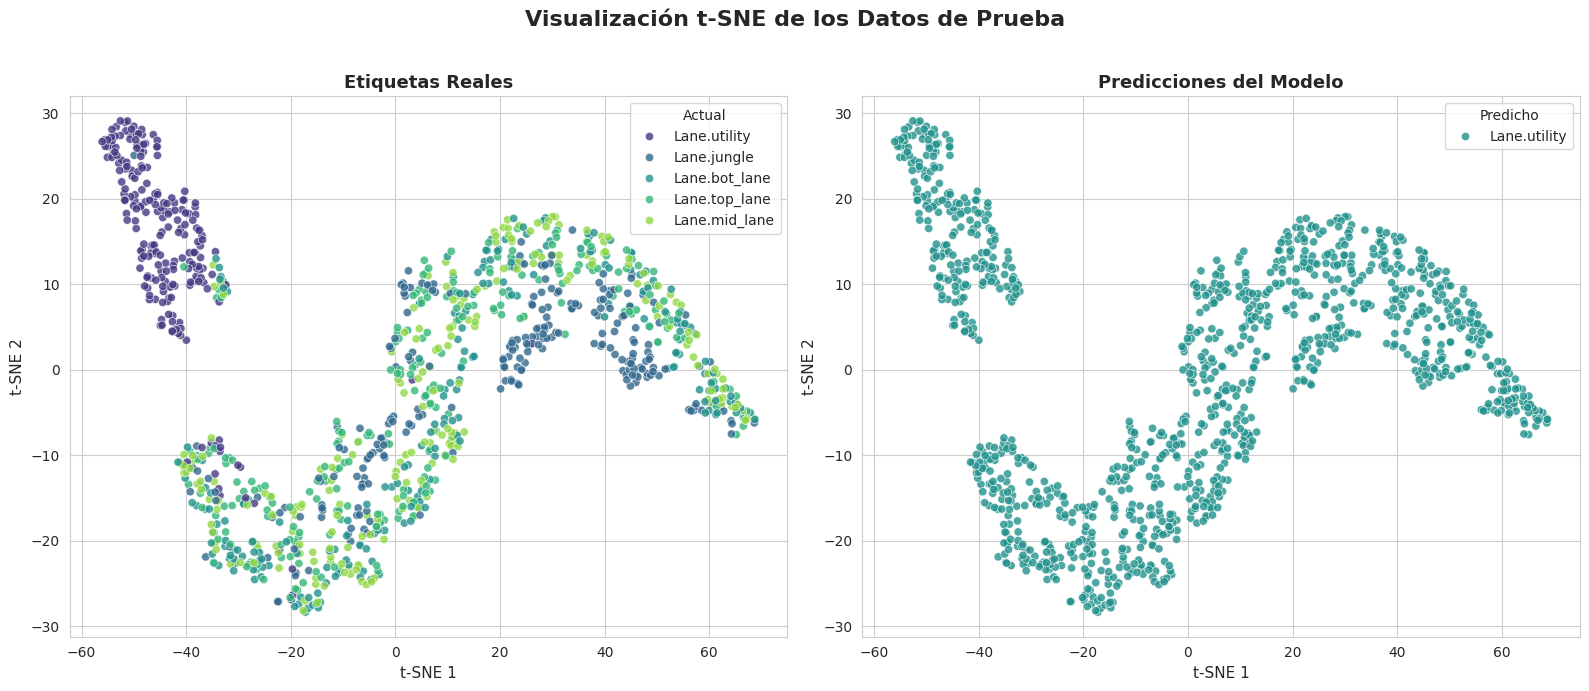 Visualización t-SNE de los Datos de Prueba
Etiquetas Reales
Actual
Lane.utility
Lane.jungle
Lane.bot_lane
Lane.top_lane
Lane.mid_lane
30
20
10
0
−10
−20
−30
t-SNE 2
−60 −40 −20 0 20 40 60
t-SNE 1
Predicciones del Modelo
Predicho
Lane.utility
30
20
10
0
−10
−20
−30
t-SNE 2
−60 −40 −20 0 20 40 60
t-SNE 1